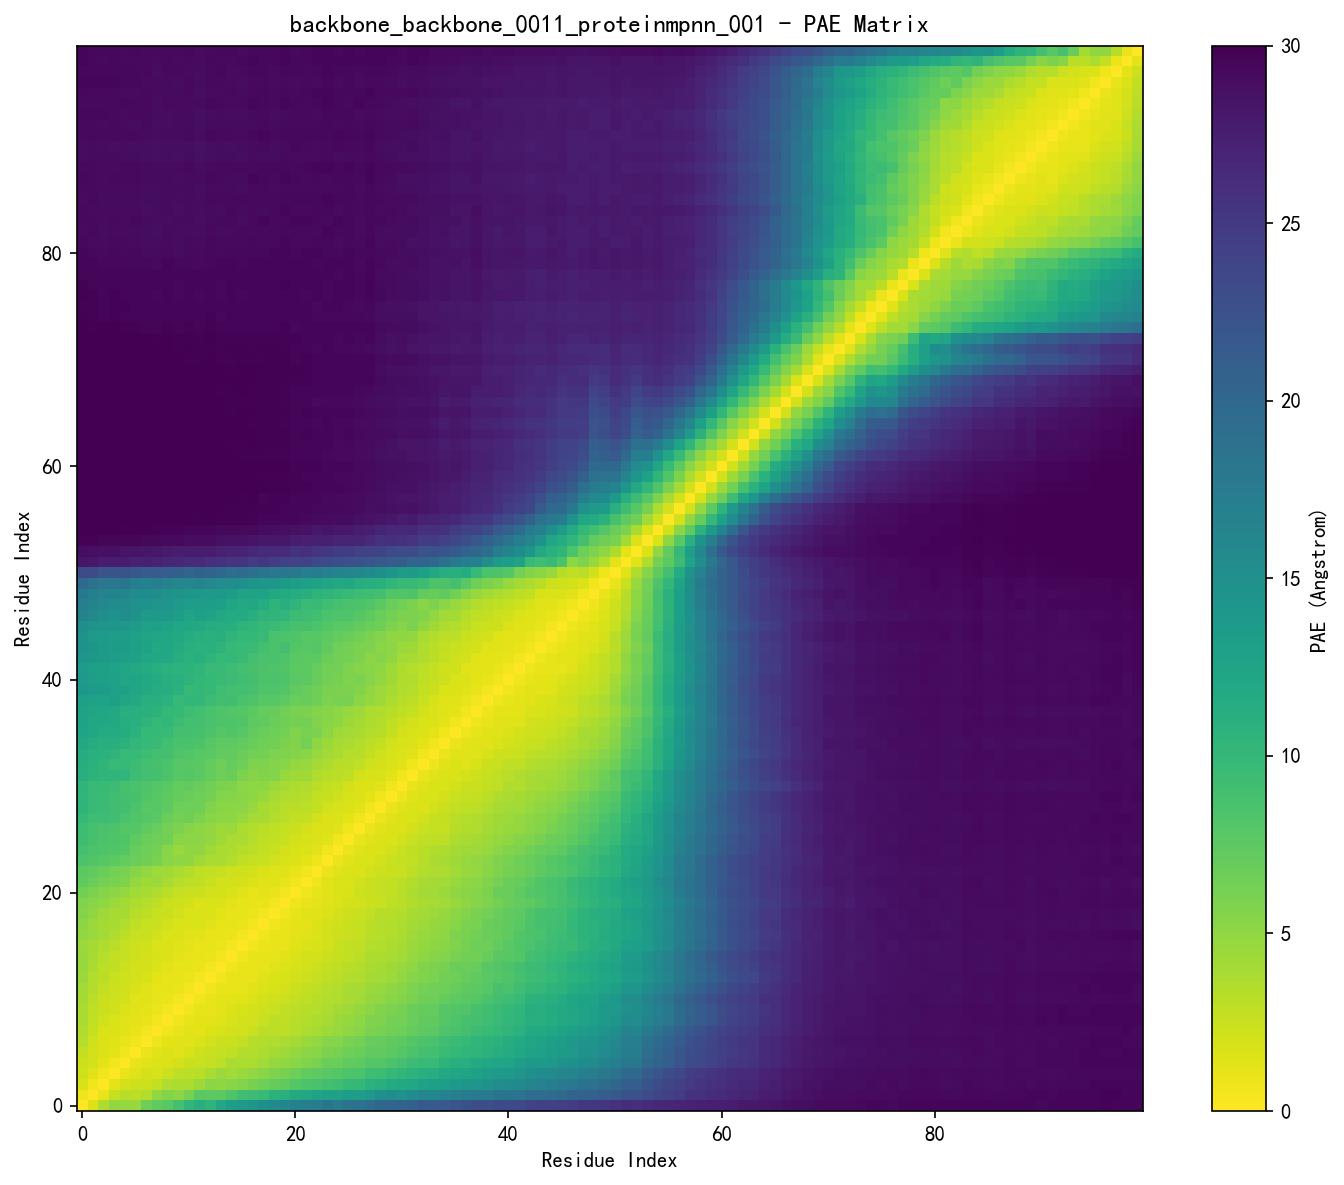 backbone_backbone_0011_proteinmpnn_001 - PAE Matrix
30
25
20
15
10
5
0
PAE (Angstrom)
80
60
40
20
0
Residue Index
0 20 40 60 80
Residue Index